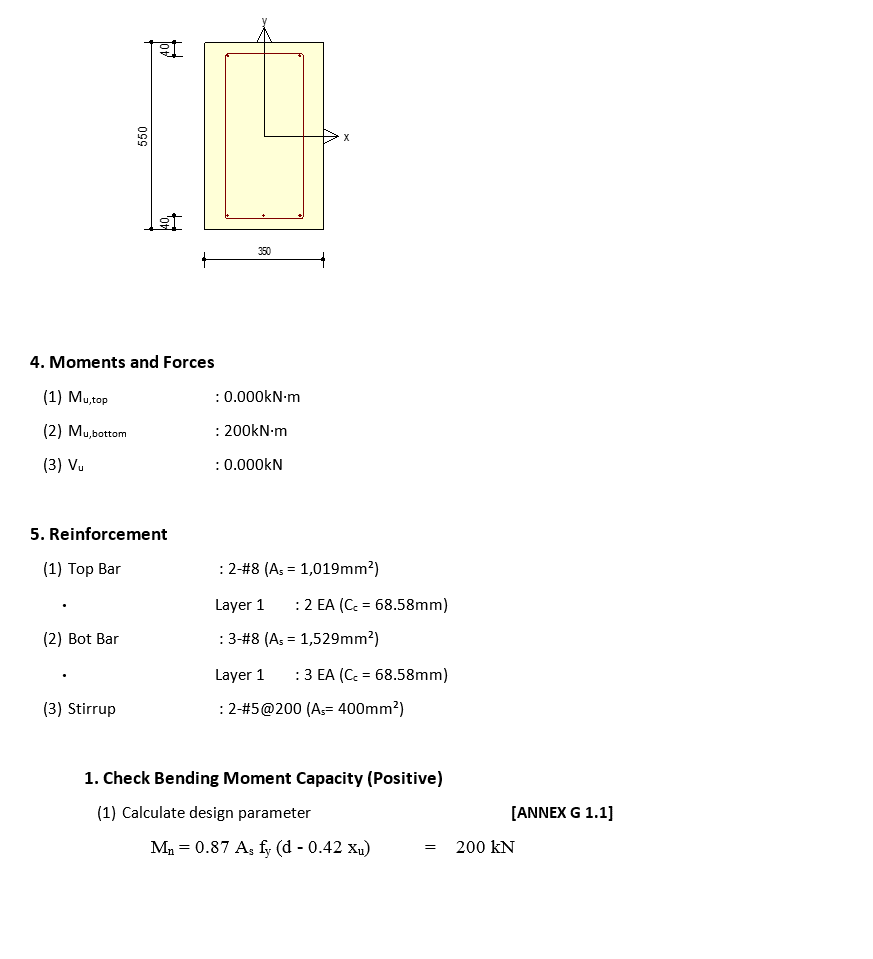 y
40
550
x
40
350
4. Moments and Forces
(1) Mu,top : 0.000kN·m
(2) Mu,bottom : 200kN·m
(3) Vu : 0.000kN
5. Reinforcement
(1) Top Bar : 2-#8 (As = 1,019mm²)
· Layer 1 : 2 EA (Cc = 68.58mm)
(2) Bot Bar : 3-#8 (As = 1,529mm²)
· Layer 1 : 3 EA (Cc = 68.58mm)
(3) Stirrup : 2-#5@200 (As= 400mm²)
1. Check Bending Moment Capacity (Positive)
(1) Calculate design parameter [ANNEX G 1.1]
Mn = 0.87 As fy (d - 0.42 xu) = 200 kN